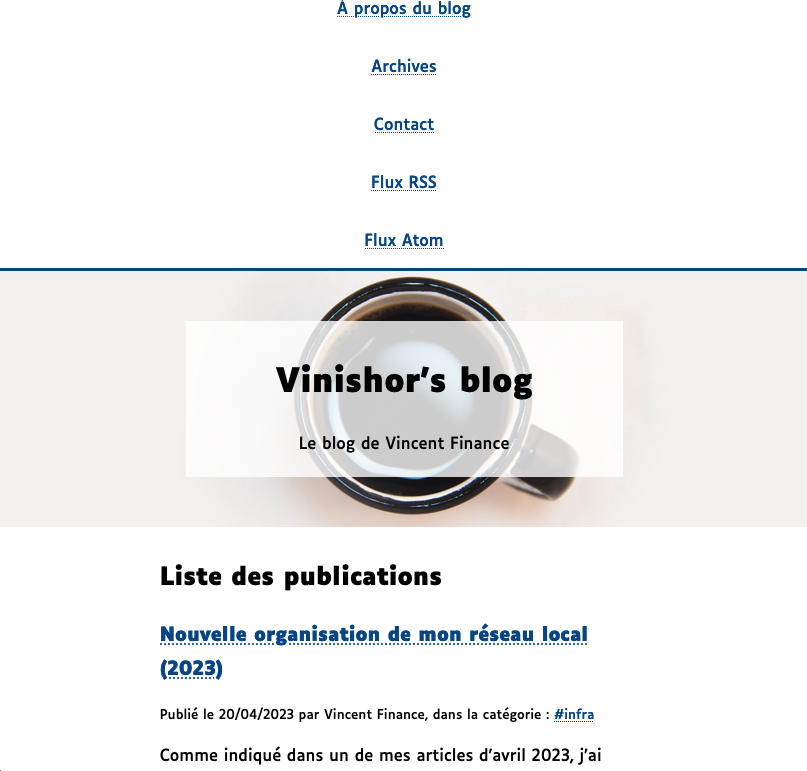 À propos du blog
Archives
Contact
Flux RSS
Flux Atom
Vinishor’s blog
Le blog de Vincent Finance
Liste des publications
Nouvelle organisation de mon réseau local
(2023)
Publié le 20/04/2023 par Vincent Finance, dans la catégorie : #infra
Comme indiqué dans un de mes articles d’avril 2023, j’ai